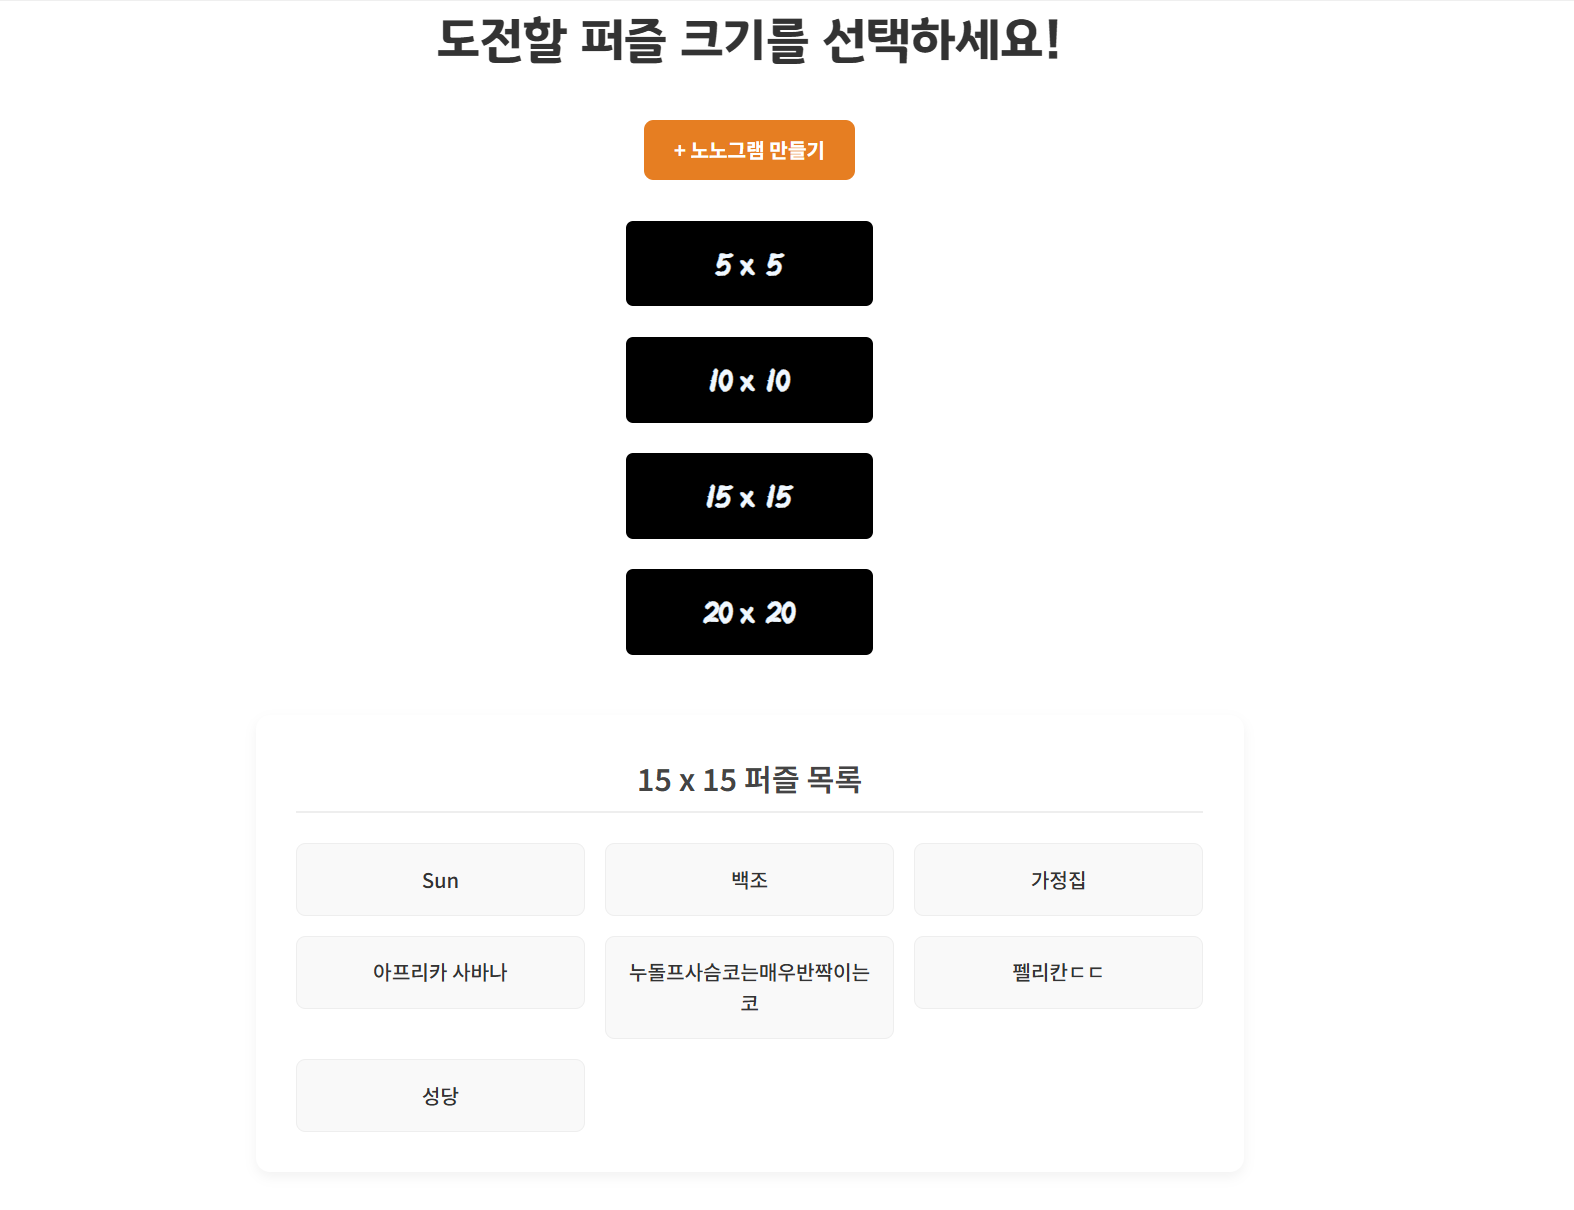 도전할 퍼즐 크기를 선택하세요!
+ 노노그램 만들기
5 x 5
10 x 10
15 x 15
20 x 20
15 x 15 퍼즐 목록
Sun
백조
가정집
아프리카 사바나
누돌프사슴코는매우반짝이는
코
펠리칸ㄷㄷ
성당